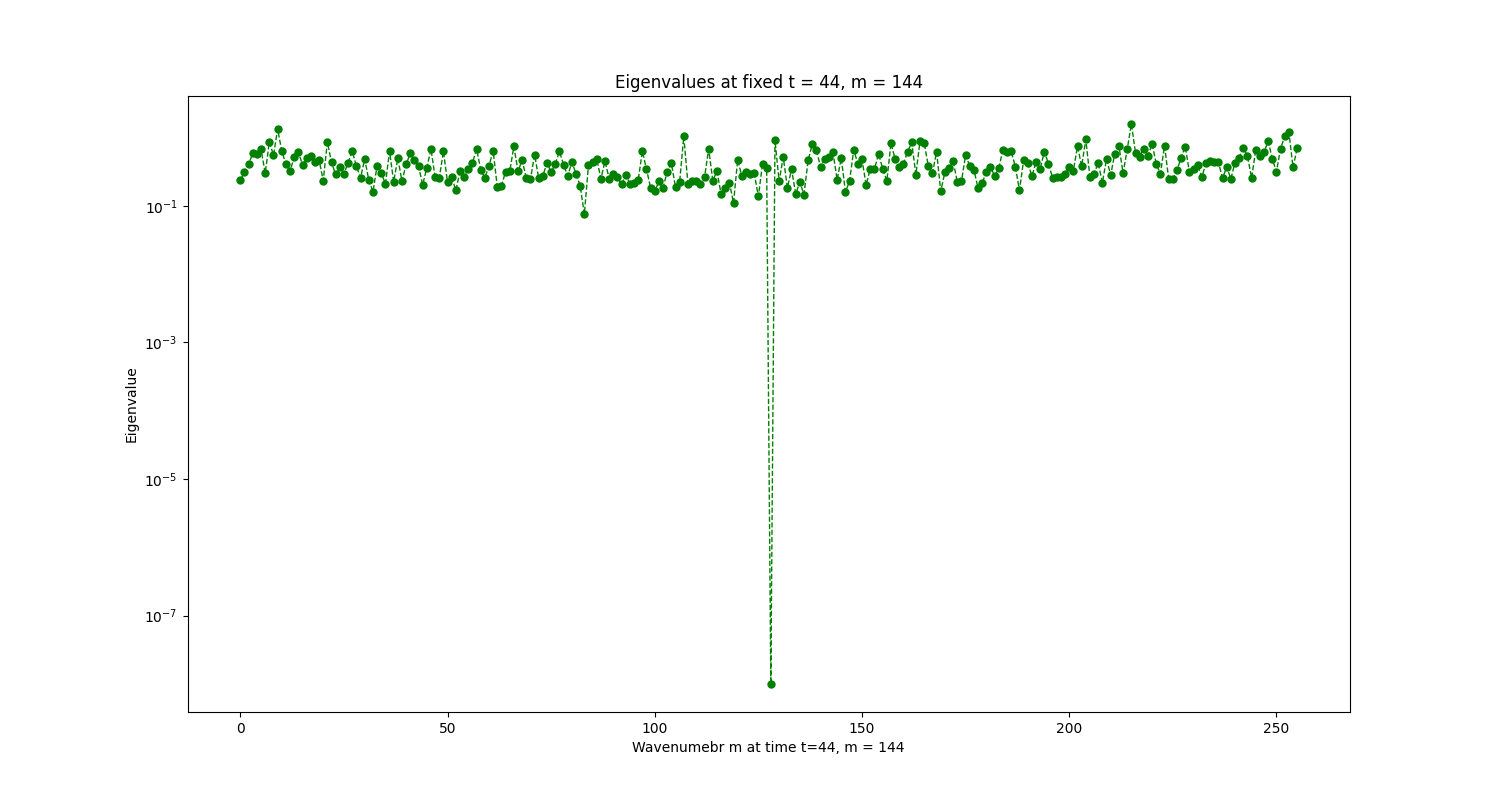 Eigenvalues at fixed t = 44, m = 144
10⁻¹
10⁻³
10⁻⁵
10⁻⁷
Eigenvalue
0 50 100 150 200 250
Wavenumebr m at time t=44, m = 144